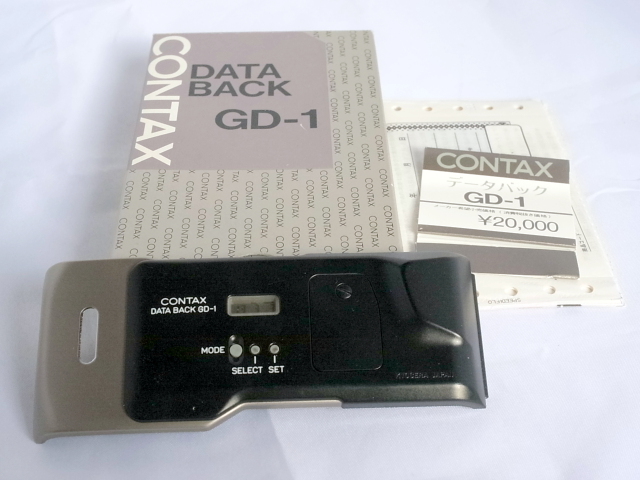 CONTAX
DATA
BACK
GD-1
CONTAX
データバック
GD-1
¥20,000
CONTAX
DATA BACK GD-1
MODE
SELECT SET
KYOCERA JAPAN